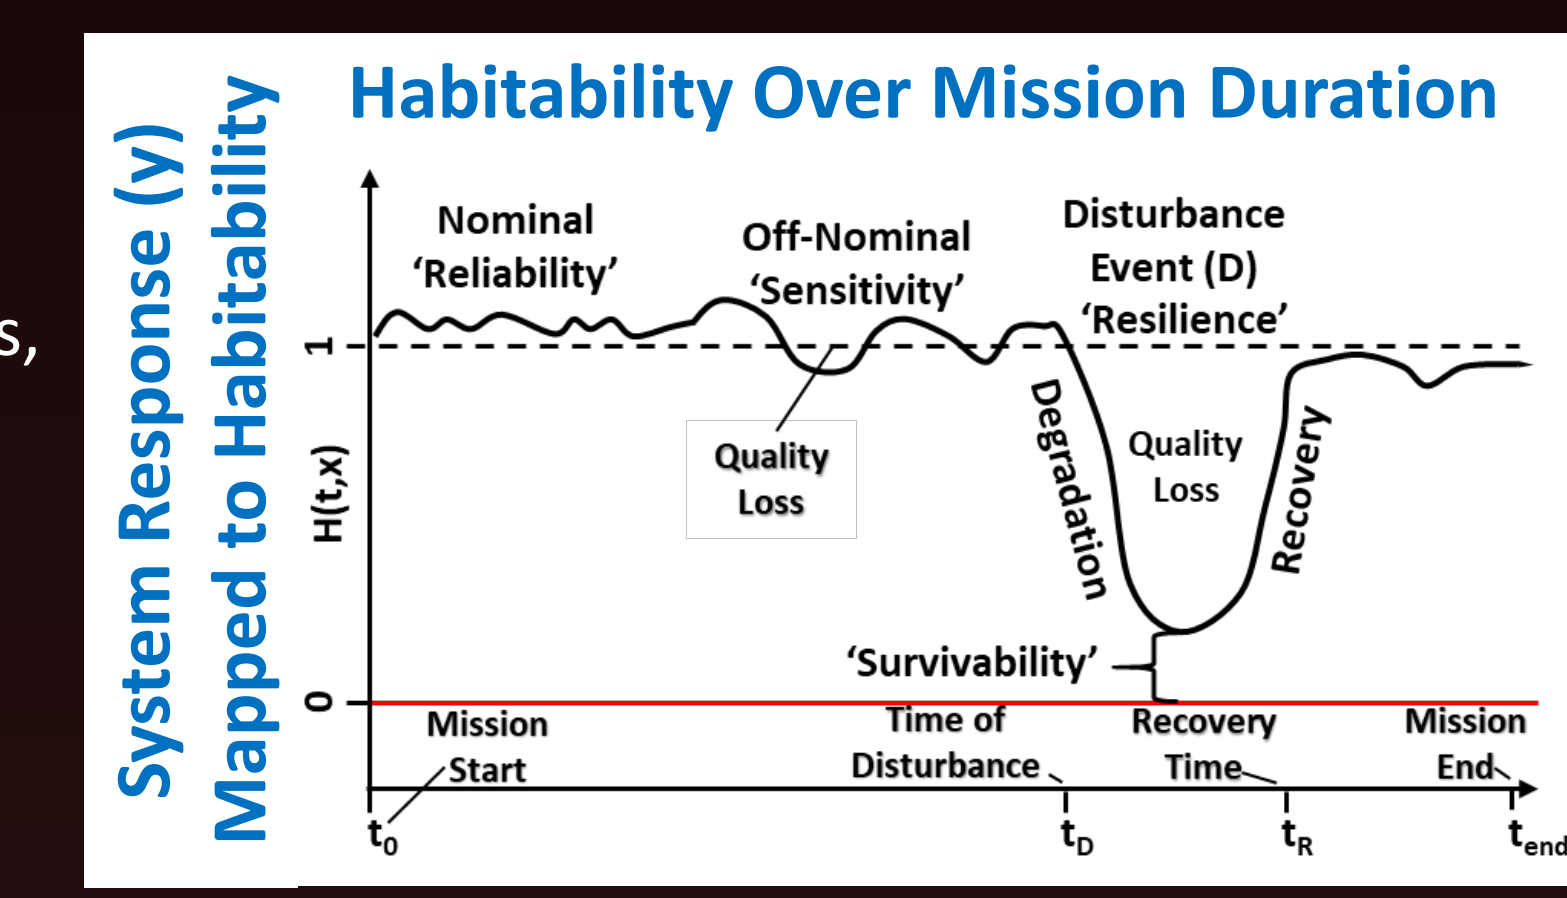 s,
Habitability Over Mission Duration
System Response (y)
Mapped to Habitability
Nominal
‘Reliability’
Off-Nominal
‘Sensitivity’
Disturbance
Event (D)
‘Resilience’
1
H(t,x)
0
Quality
Loss
Degradation
Quality
Loss
Recovery
‘Survivability’
Mission
Start
Time of
Disturbance
Recovery
Time
Mission
End
t0
tD
tR
tend